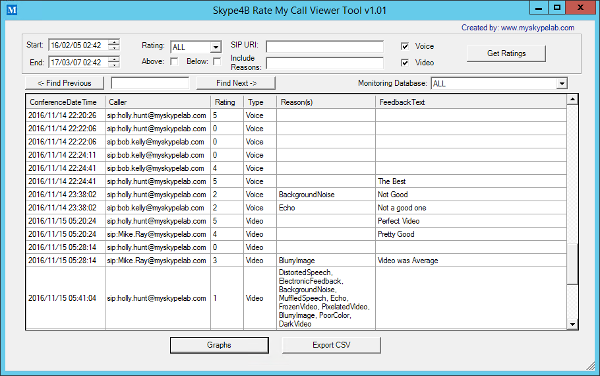 M
Skype4B Rate My Call Viewer Tool v1.01
Created by: www.myskypelab.com
Start: 16/02/05 02:42 Rating: ALL SIP URI: Voice
Get Ratings
End: 17/03/07 02:42 Above: Below: Include Reasons: Video
<- Find Previous Find Next -> Monitoring Database: ALL
ConferenceDateTime Caller Rating Type Reason(s) FeedbackText
2016/11/14 22:20:26 sip:holly.hunt@myskypelab.com 5 Voice
2016/11/14 22:22:06 sip:holly.hunt@myskypelab.com 0 Voice
2016/11/14 22:22:06 sip:bob.kelly@myskypelab.com 0 Voice
2016/11/14 22:24:11 sip:bob.kelly@myskypelab.com 0 Voice
2016/11/14 22:24:41 sip:bob.kelly@myskypelab.com 4 Voice
2016/11/14 22:24:41 sip:holly.hunt@myskypelab.com 5 Voice The Best
2016/11/14 23:38:02 sip:holly.hunt@myskypelab.com 2 Voice BackgroundNoise Not Good
2016/11/14 23:38:02 sip:bob.kelly@myskypelab.com 2 Voice Echo Not a good one
2016/11/15 05:20:24 sip:holly.hunt@myskypelab.com 5 Video Perfect Video
2016/11/15 05:20:24 sip:Mike.Ray@myskypelab.com 4 Video Pretty Good
2016/11/15 05:28:14 sip:holly.hunt@myskypelab.com 0 Video
2016/11/15 05:28:14 sip:Mike.Ray@myskypelab.com 3 Video BlurryImage Video was Average
2016/11/15 05:41:04 sip:holly.hunt@myskypelab.com 1 Video DistortedSpeech,
ElectronicFeedback,
BackgroundNoise,
MuffledSpeech, Echo,
FrozenVideo, PixelatedVideo,
BlurryImage, PoorColor,
DarkVideo
Graphs Export CSV